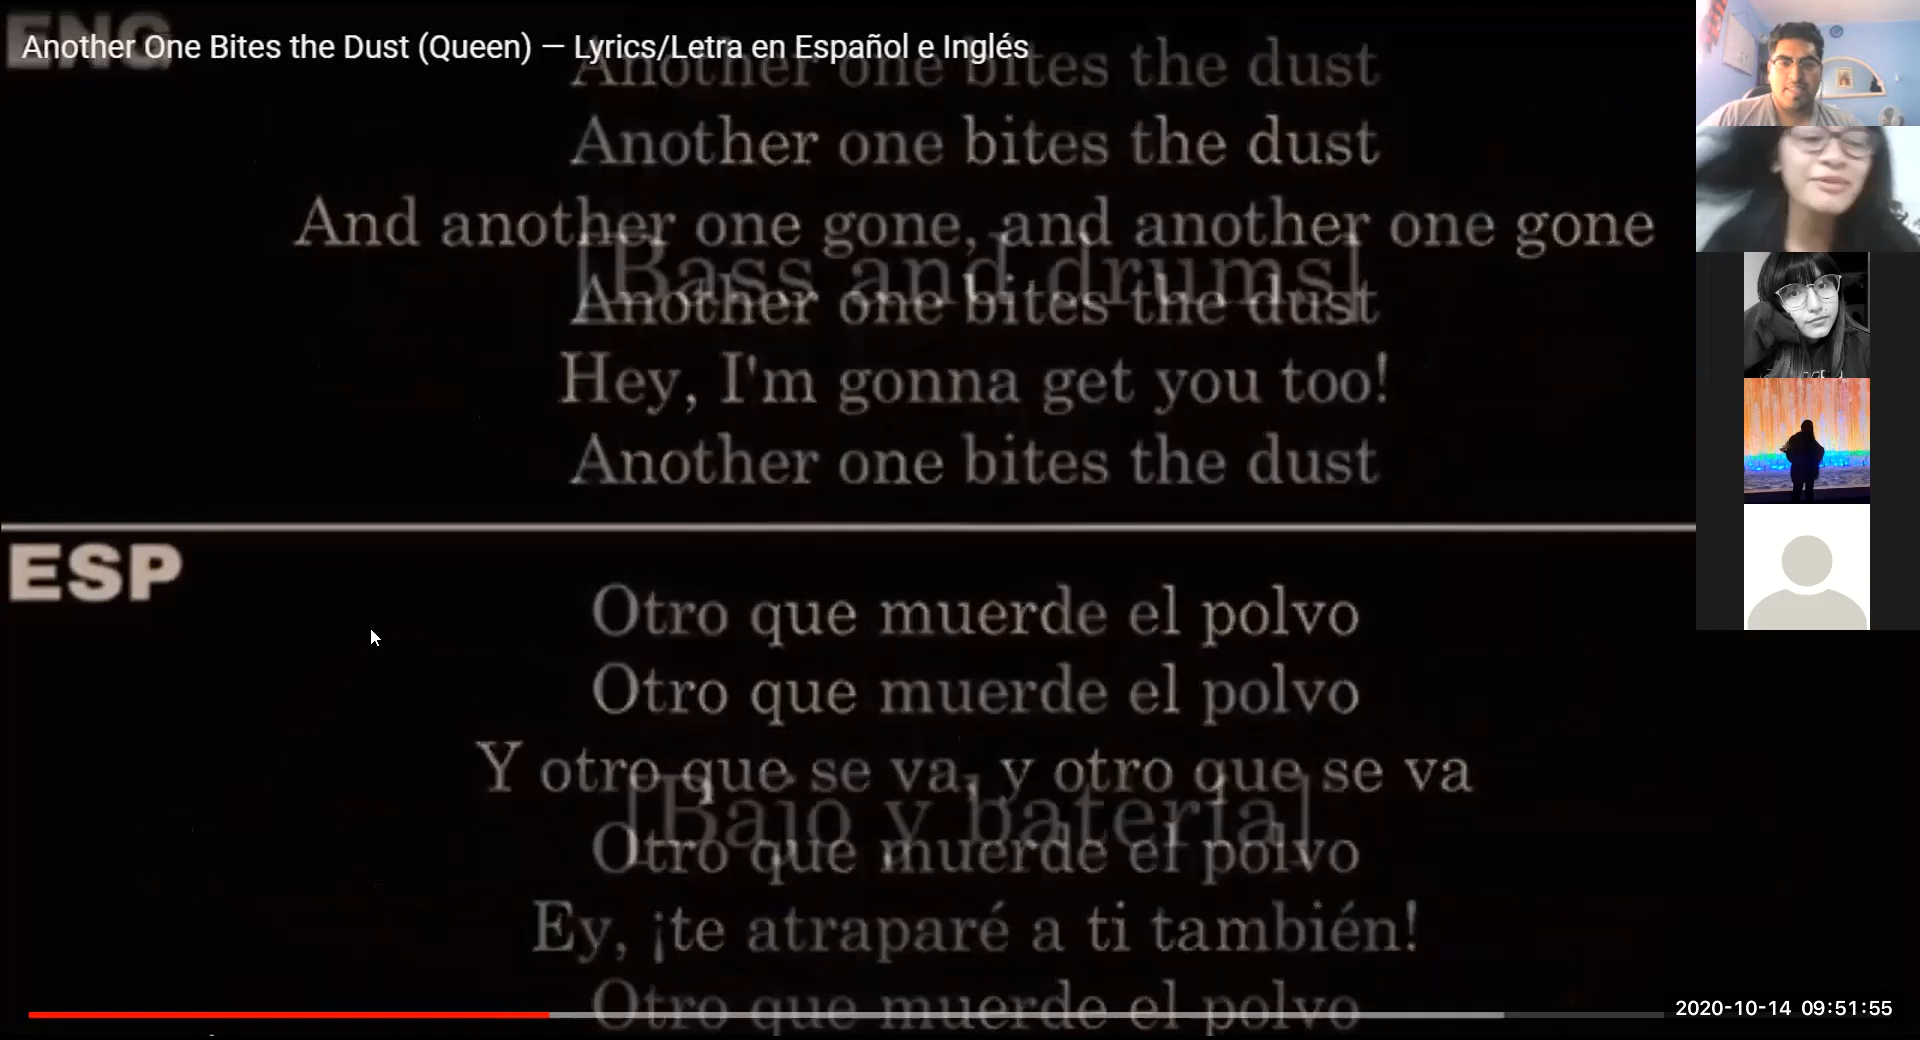 ENG
Another One Bites the Dust (Queen) — Lyrics/Letra en Español e Inglés
Another one bites the dust
Another one bites the dust
And another one gone, and another one gone
[Bass and drums]
Another one bites the dust
Hey, I'm gonna get you too!
Another one bites the dust
ESP
Otro que muerde el polvo
Otro que muerde el polvo
Y otro que se va, y otro que se va
[Bajo y batería]
Otro que muerde el polvo
Ey, ¡te atraparé a ti también!
Otro que muerde el polvo
2020-10-14 09:51:55